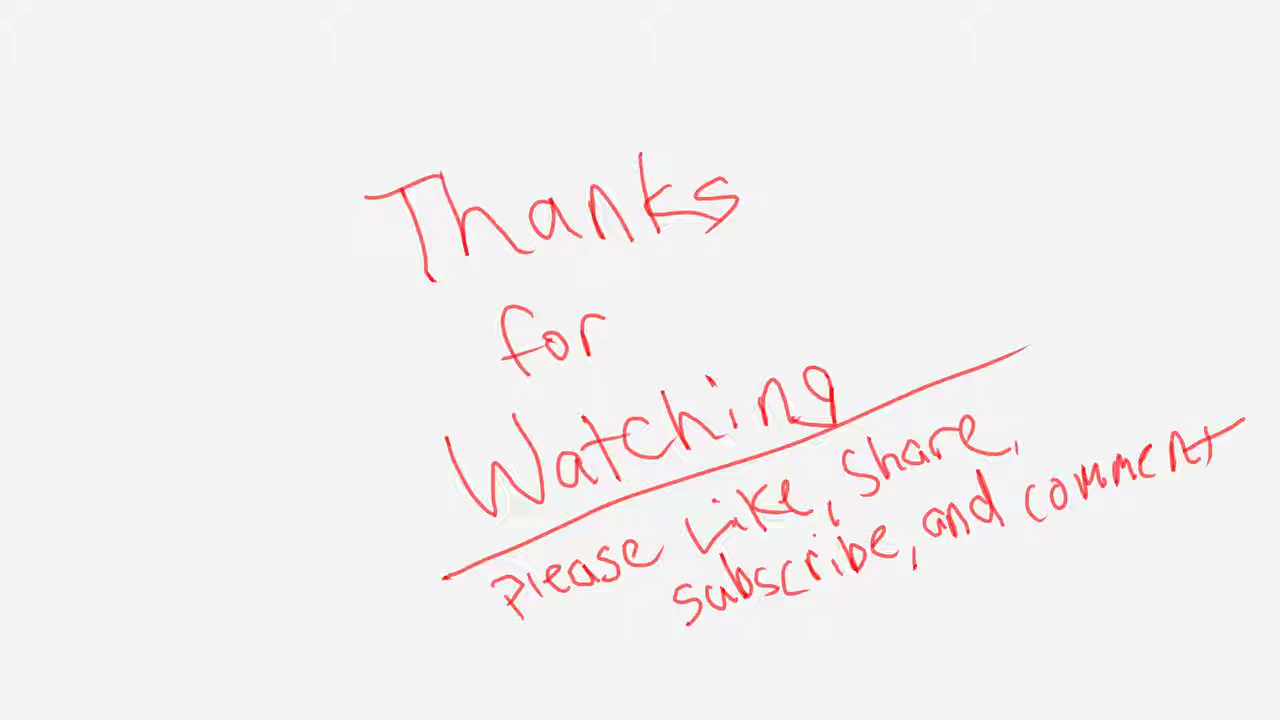 Thanks
for
Watching
Please Like, Share,
subscribe, and comment